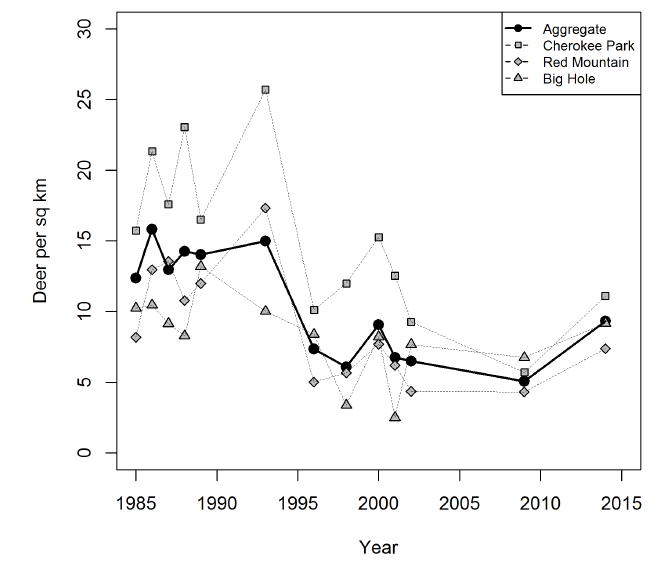 Aggregate
Cherokee Park
Red Mountain
Big Hole
30
25
20
15
10
5
0
Deer per sq km
1985 1990 1995 2000 2005 2010 2015
Year